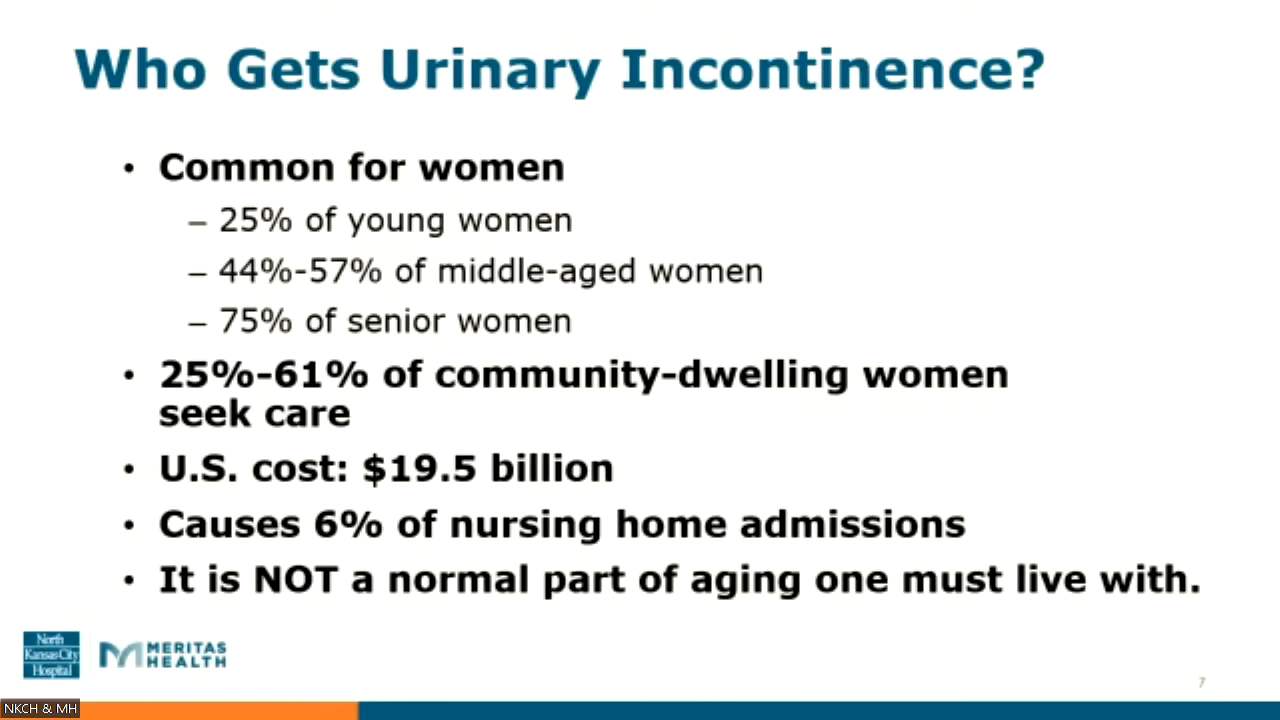 Who Gets Urinary Incontinence?
• Common for women
– 25% of young women
– 44%-57% of middle-aged women
– 75% of senior women
• 25%-61% of community-dwelling women
seek care
• U.S. cost: $19.5 billion
• Causes 6% of nursing home admissions
• It is NOT a normal part of aging one must live with.
North
KansasCity
Hospital
MERITAS
HEALTH
7
NKCH & MH